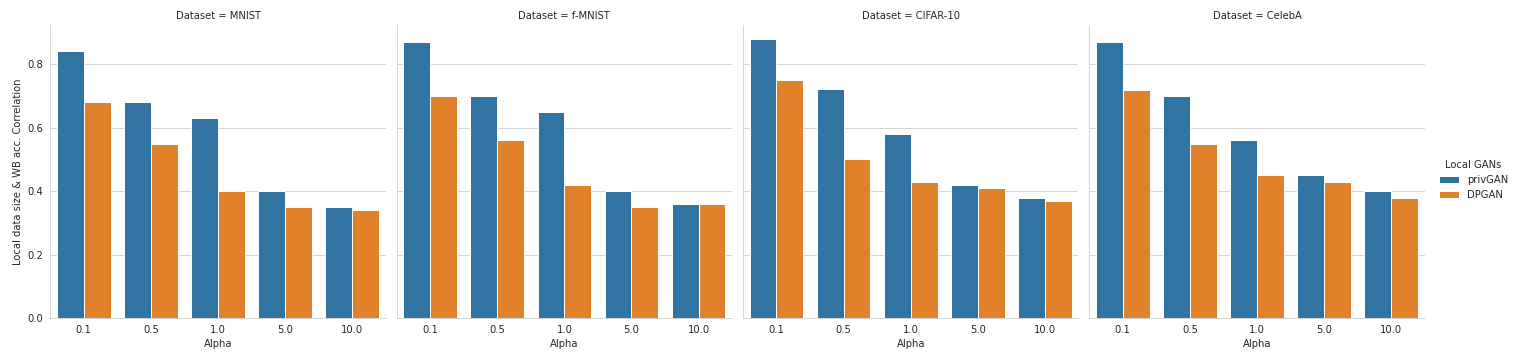 Dataset = MNIST
Dataset = f-MNIST
Dataset = CIFAR-10
Dataset = CelebA
Local data size & WB acc. Correlation
0.8
0.6
0.4
0.2
0.0
0.1 0.5 1.0 5.0 10.0
Alpha
0.1 0.5 1.0 5.0 10.0
Alpha
0.1 0.5 1.0 5.0 10.0
Alpha
0.1 0.5 1.0 5.0 10.0
Alpha
Local GANs
privGAN
DPGAN